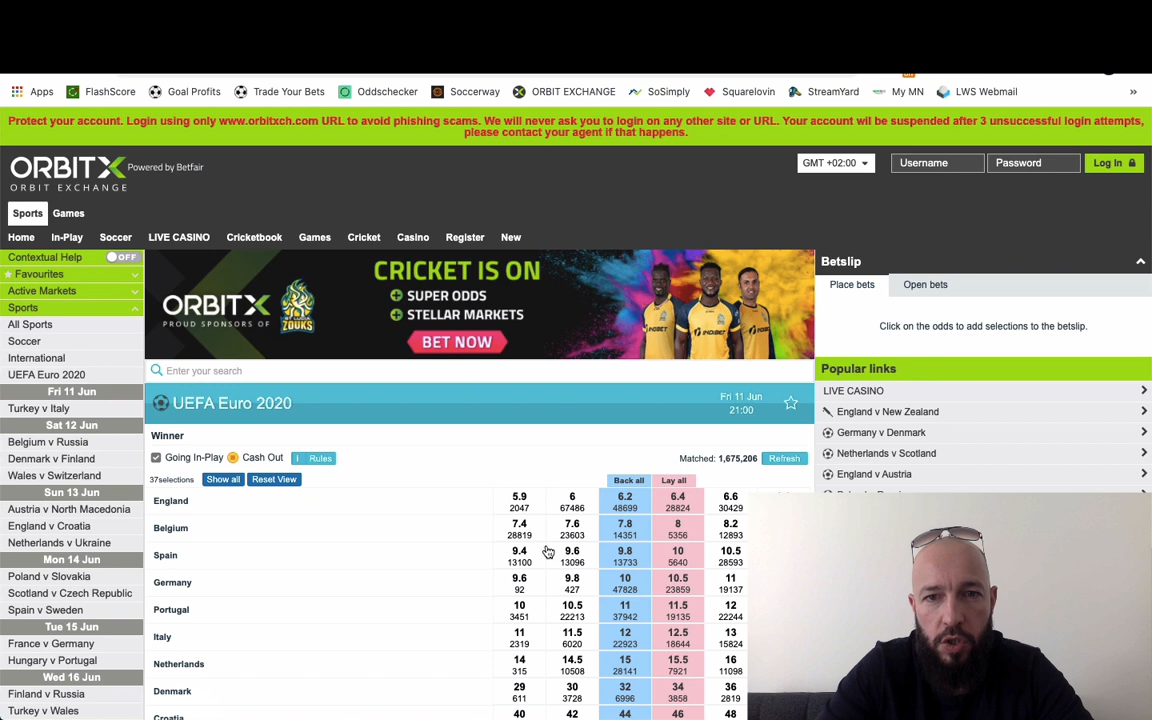 Apps FlashScore Goal Profits Trade Your Bets Oddschecker Soccerway ORBIT EXCHANGE SoSimply Squarelovin StreamYard My MN LWS Webmail »
Protect your account. Login using only www.orbitxch.com URL to avoid phishing scams. We will never ask you to login on any other site or URL. Your account wil be suspended after 3 unsuccessful login attempts,
please contact your agent if that happens.
ORBITX Powered by Betfair
ORBIT EXCHANGE
GMT +02:00 Username Password Log In
Sports Games
Home In-Play Soccer LIVE CASINO Cricketbook Games Cricket Casino Register New
Contextual Help OFF
Favourites
Active Markets
Sports
All Sports
Soccer
International
UEFA Euro 2020
Fri 11 Jun
Turkey v Italy
Sat 12 Jun
Belgium v Russia
Denmark v Finland
Wales v Switzerland
Sun 13 Jun
Austria v North Macedonia
England v Croatia
Netherlands v Ukraine
Mon 14 Jun
Poland v Slovakia
Scotland v Czech Republic
Spain v Sweden
Tue 15 Jun
France v Germany
Hungary v Portugal
Wed 16 Jun
Finland v Russia
Turkey v Wales
ORBITX
PROUD SPONSORS OF
ZOUKS
CRICKET IS ON
SUPER ODDS
STELLAR MARKETS
BET NOW
Enter your search
UEFA Euro 2020
Fri 11 Jun
21:00
Winner
Going In-Play Cash Out Rules
Matched: 1,675,206 Refresh
37selections Show all Reset View
Back all Lay all
England 5.9 6 6.2 6.4 6.6
2047 67486 48699 28824 30429
Belgium 7.4 7.6 7.8 8 8.2
28819 23603 14351 5356 12893
Spain 9.4 9.6 9.8 10 10.5
13100 13096 13733 5640 28593
Germany 9.6 9.8 10 10.5 11
92 427 47828 23859 19137
Portugal 10 10.5 11 11.5 12
3451 22213 37942 19135 22244
Italy 11 11.5 12 12.5 13
2319 6020 22923 18644 15824
Netherlands 14 14.5 15 15.5 16
315 10508 28141 7921 11098
Denmark 29 30 32 34 36
611 3728 6996 3858 2819
Croatia 40 42 44 46 48
Betslip
Place bets Open bets
Click on the odds to add selections to the betslip.
Popular links
LIVE CASINO
England v New Zealand
Germany v Denmark
Netherlands v Scotland
England v Austria